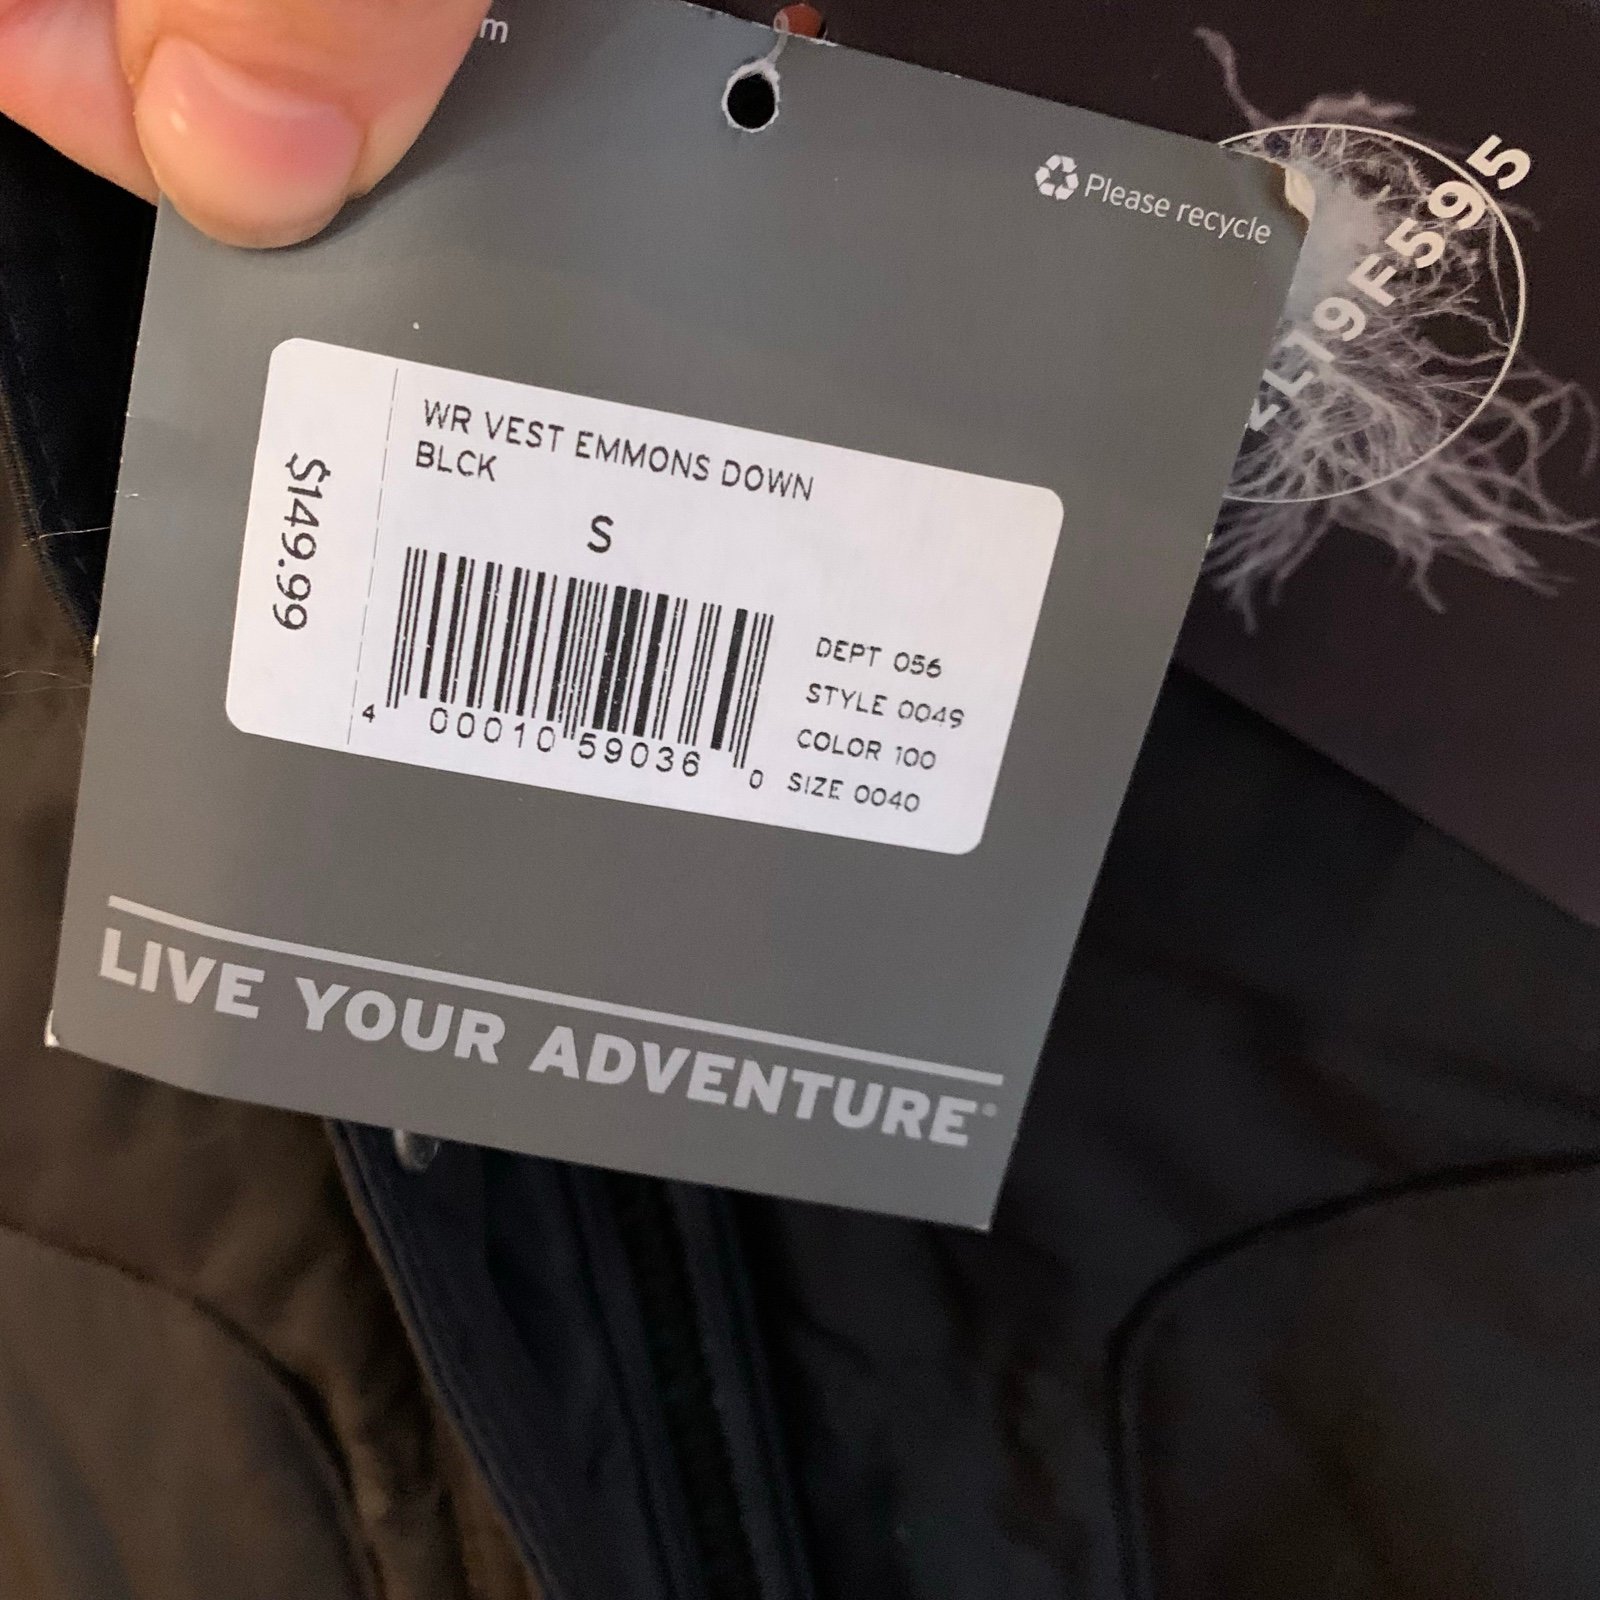 m
Please recycle
L19F595
WR VEST EMMONS DOWN
BLCK
S
$149.99
DEPT 056
STYLE 0049
COLOR 100
SIZE 0040
4 00010 59036 0
LIVE YOUR ADVENTURE®